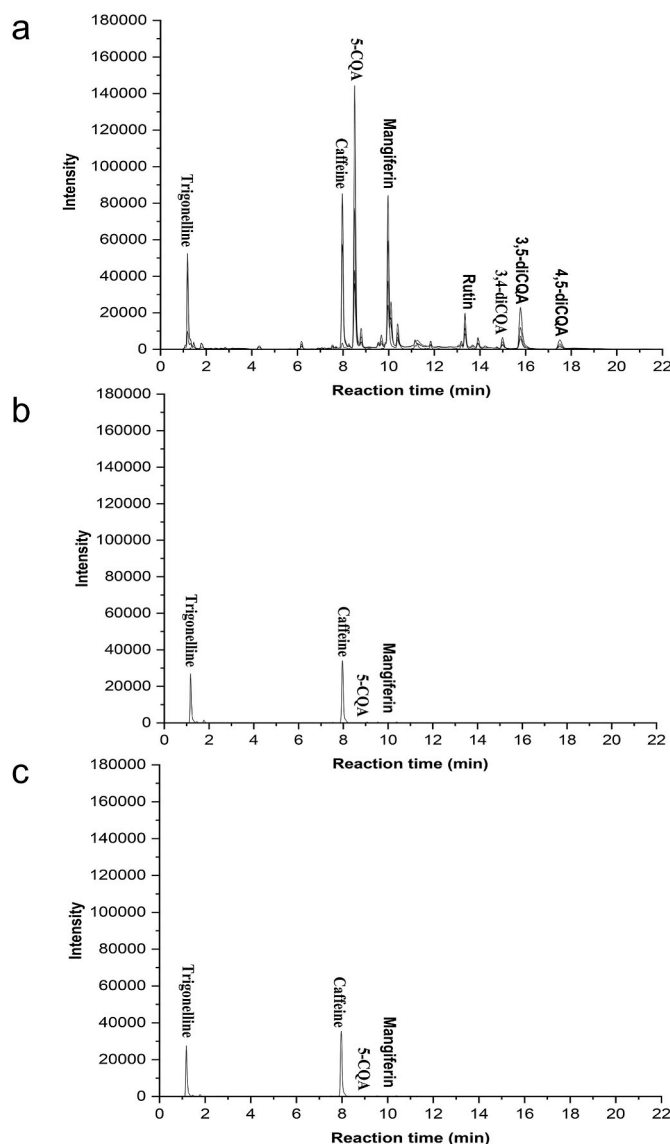 a
180000
160000
140000
120000
100000
80000
60000
40000
20000
0
Intensity
Trigonelline
Caffeine
5-CQA
Mangiferin
Rutin
3,4-diCQA
3,5-diCQA
4,5-diCQA
0 2 4 6 8 10 12 14 16 18 20 22
Reaction time (min)
b
180000
160000
140000
120000
100000
80000
60000
40000
20000
0
Intensity
Trigonelline
Caffeine
5-CQA
Mangiferin
0 2 4 6 8 10 12 14 16 18 20 22
Reaction time (min)
c
180000
160000
140000
120000
100000
80000
60000
40000
20000
0
Intensity
Trigonelline
Caffeine
5-CQA
Mangiferin
0 2 4 6 8 10 12 14 16 18 20 22
Reaction time (min)